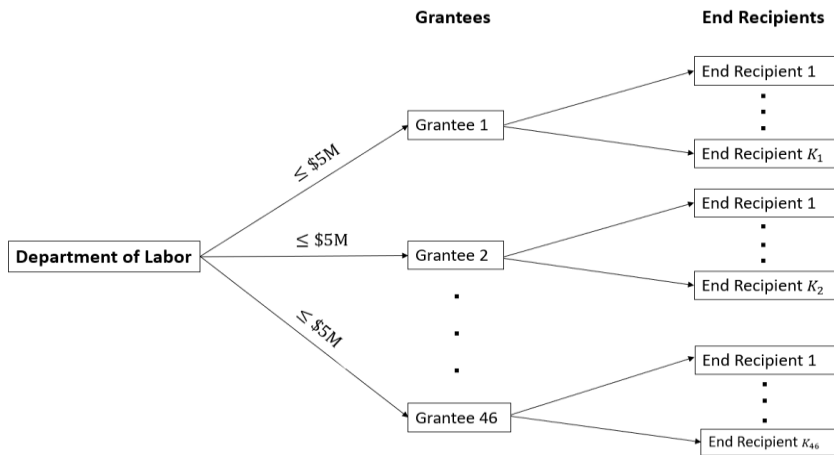 Grantees
End Recipients
Department of Labor
≤ $5M
≤ $5M
≤ $5M
Grantee 1
Grantee 2
Grantee 46
End Recipient 1
End Recipient K₁
End Recipient 1
End Recipient K₂
End Recipient 1
End Recipient K₄₆